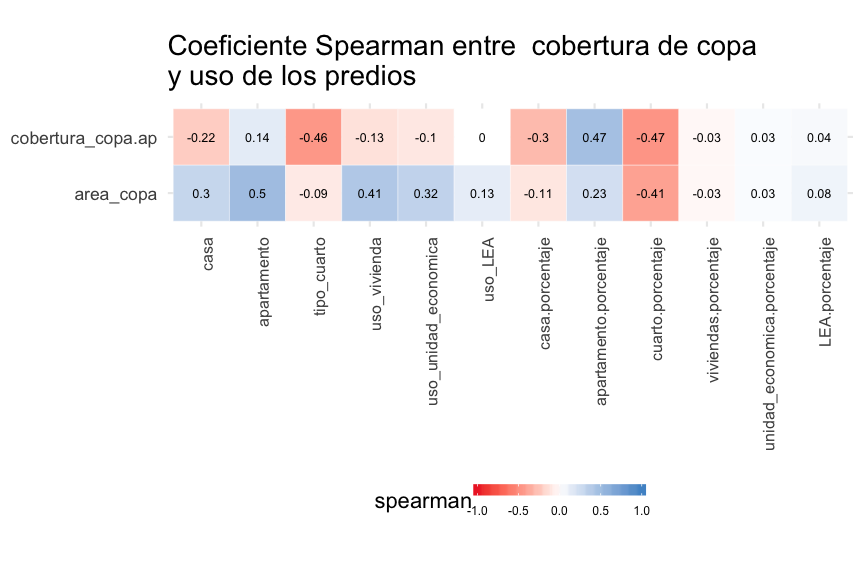 Coeficiente Spearman entre  cobertura de copa
y uso de los predios
cobertura_copa.ap -0.22 0.14 -0.46 -0.13 -0.1 0 -0.3 0.47 -0.47 -0.03 0.03 0.04
area_copa 0.3 0.5 -0.09 0.41 0.32 0.13 -0.11 0.23 -0.41 -0.03 0.03 0.08
casa
apartamento
tipo_cuarto
uso_vivienda
uso_unidad_economica
uso_LEA
casa.porcentaje
apartamento.porcentaje
cuarto.porcentaje
viviendas.porcentaje
unidad_economica.porcentaje
LEA.porcentaje
spearman
-1.0 -0.5 0.0 0.5 1.0